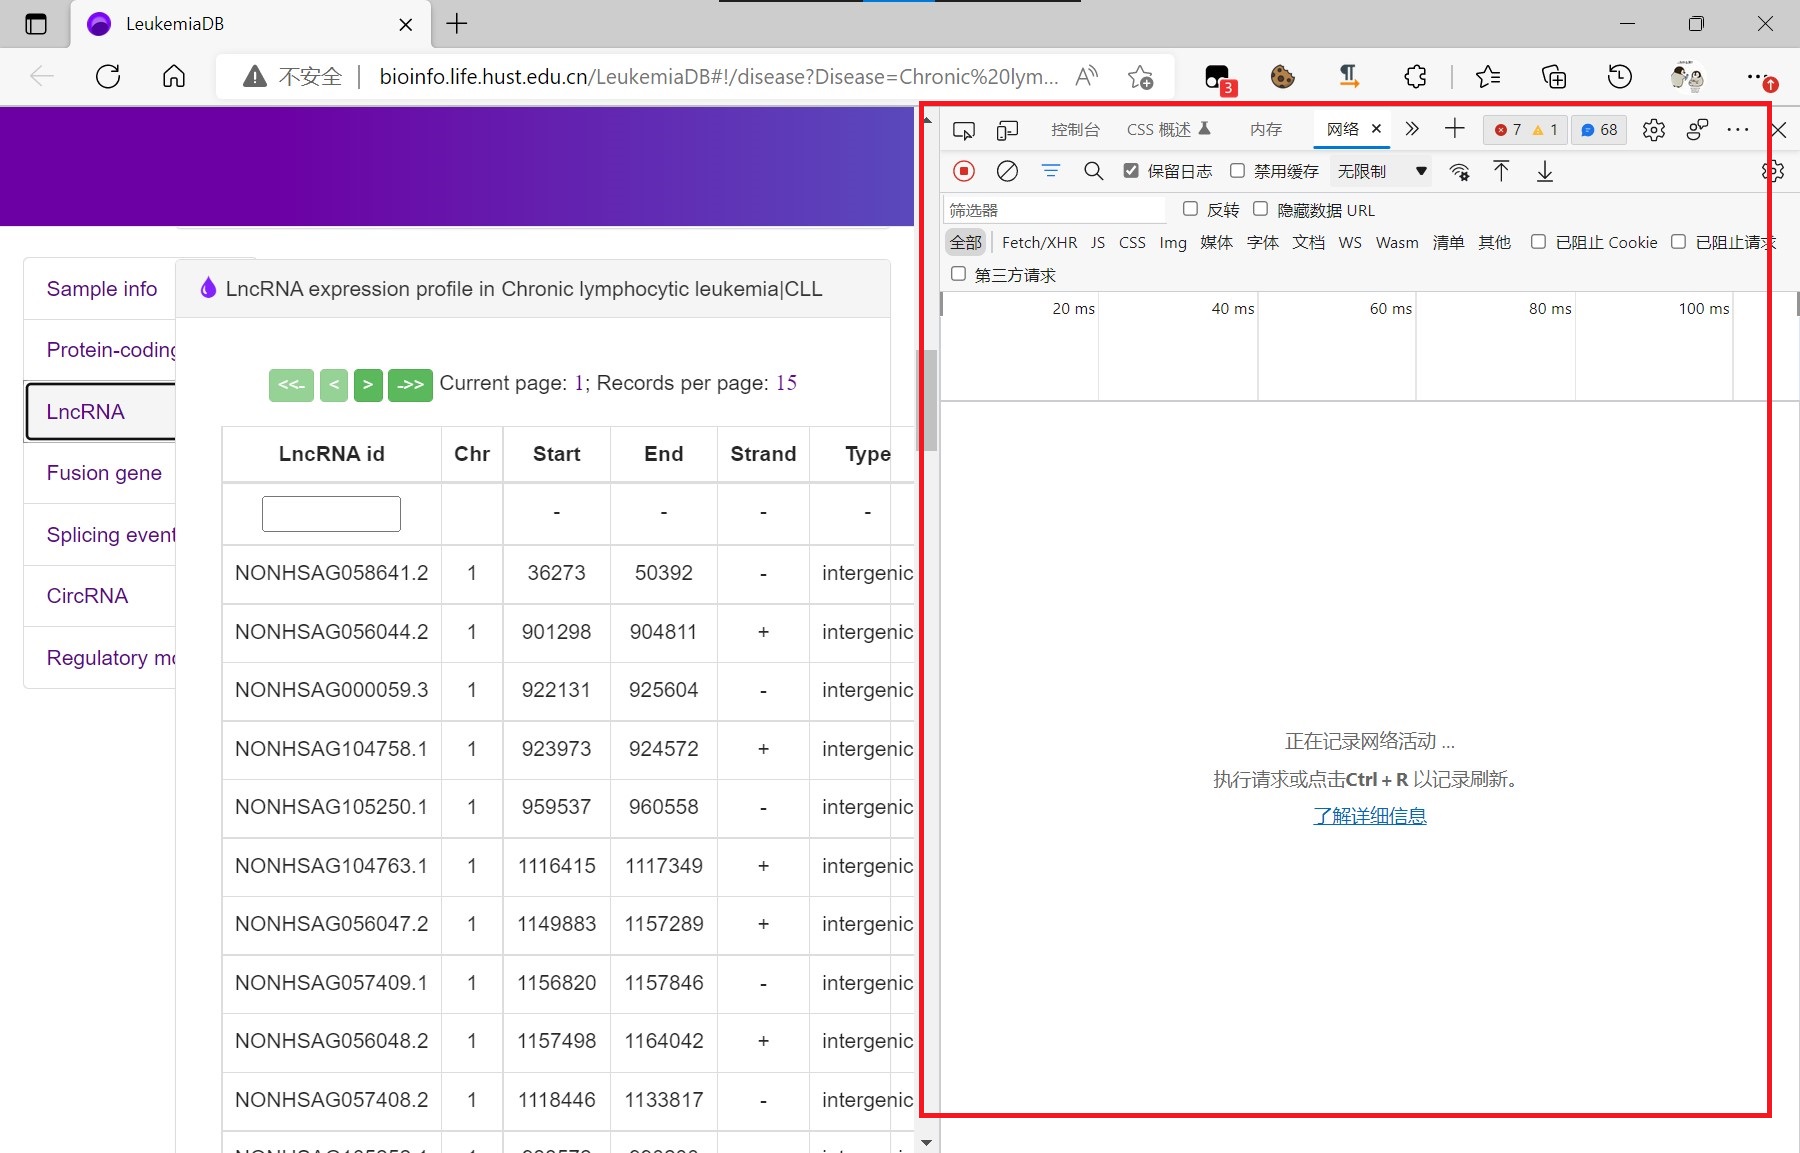 LeukemiaDB
不安全 bioinfo.life.hust.edu.cn/LeukemiaDB#!/disease?Disease=Chronic%20lym... 3
控制台 CSS 概述 内存 网络 7 1 68
保留日志 禁用缓存 无限制
筛选器 反转 隐藏数据 URL
全部 Fetch/XHR JS CSS Img 媒体 字体 文档 WS Wasm 清单 其他 已阻止 Cookie 已阻止请求
第三方请求
20 ms 40 ms 60 ms 80 ms 100 ms
正在记录网络活动 ...
执行请求或点击Ctrl + R 以记录刷新。
了解详细信息
Sample info
Protein-coding
LncRNA
Fusion gene
Splicing event
CircRNA
Regulatory mo
LncRNA expression profile in Chronic lymphocytic leukemia|CLL
<<- < > ->> Current page: 1; Records per page: 15
LncRNA id Chr Start End Strand Type
- - - -
NONHSAG058641.2 1 36273 50392 - intergenic
NONHSAG056044.2 1 901298 904811 + intergenic
NONHSAG000059.3 1 922131 925604 - intergenic
NONHSAG104758.1 1 923973 924572 + intergenic
NONHSAG105250.1 1 959537 960558 - intergenic
NONHSAG104763.1 1 1116415 1117349 + intergenic
NONHSAG056047.2 1 1149883 1157289 + intergenic
NONHSAG057409.1 1 1156820 1157846 - intergenic
NONHSAG056048.2 1 1157498 1164042 + intergenic
NONHSAG057408.2 1 1118446 1133817 - intergenic